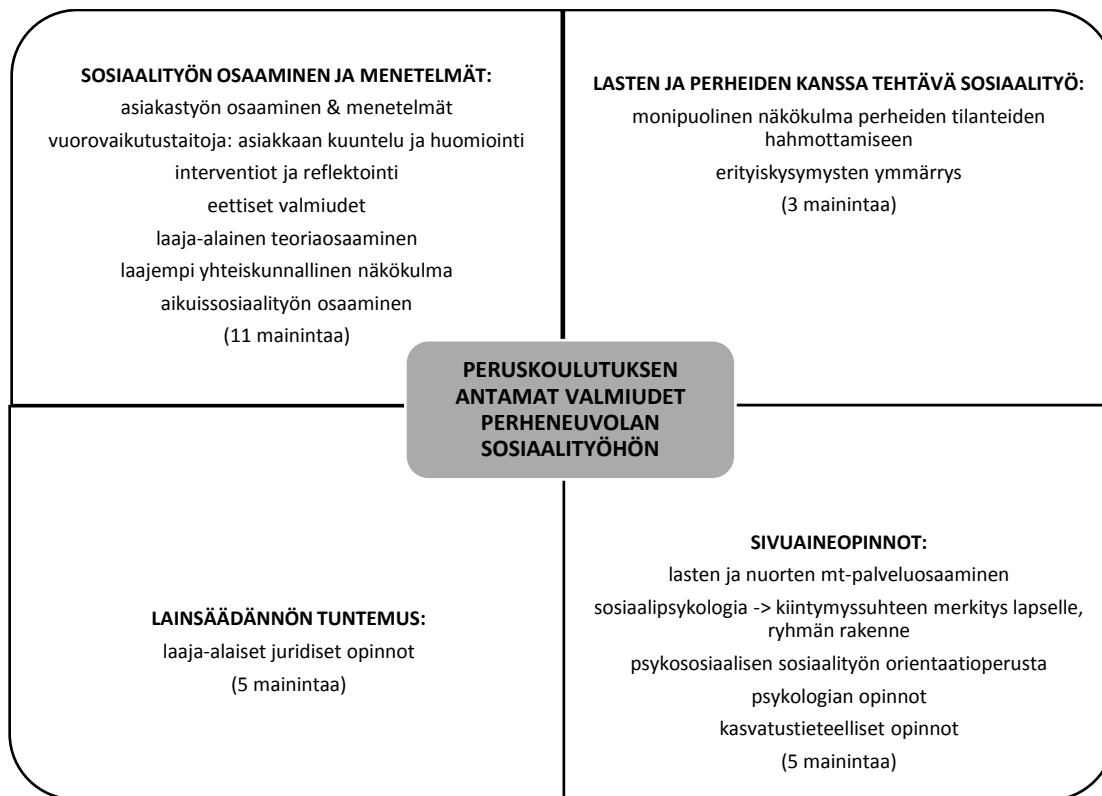 SOSIAALITYÖN OSAAMINEN JA MENETELMÄT:
asiakastyön osaaminen & menetelmät
vuorovaikutustaitoja: asiakkaan kuuntelu ja huomiointi
interventiot ja reflektointi
eettiset valmiudet
laaja-alainen teoriaosaaminen
laajempi yhteiskunnallinen näkökulma
aikuissosiaalityön osaaminen
(11 mainintaa)
LASTEN JA PERHEIDEN KANSSA TEHTÄVÄ SOSIAALITYÖ:
monipuolinen näkökulma perheiden tilanteiden
hahmottamiseen
erityiskysymysten ymmärrys
(3 mainintaa)
PERUSKOULUTUKSEN
ANTAMAT VALMIUDET
PERHENEUVOLAN
SOSIAALITYÖHÖN
LAINSÄÄDÄNNÖN TUNTEMUS:
laaja-alaiset juridiset opinnot
(5 mainintaa)
SIVUAINEOPINNOT:
lasten ja nuorten mt-palveluosaaminen
sosiaalipsykologia -> kiintymyssuhteen merkitys lapselle,
ryhmän rakenne
psykososiaalisen sosiaalityön orientaatioperusta
psykologian opinnot
kasvatustieteelliset opinnot
(5 mainintaa)